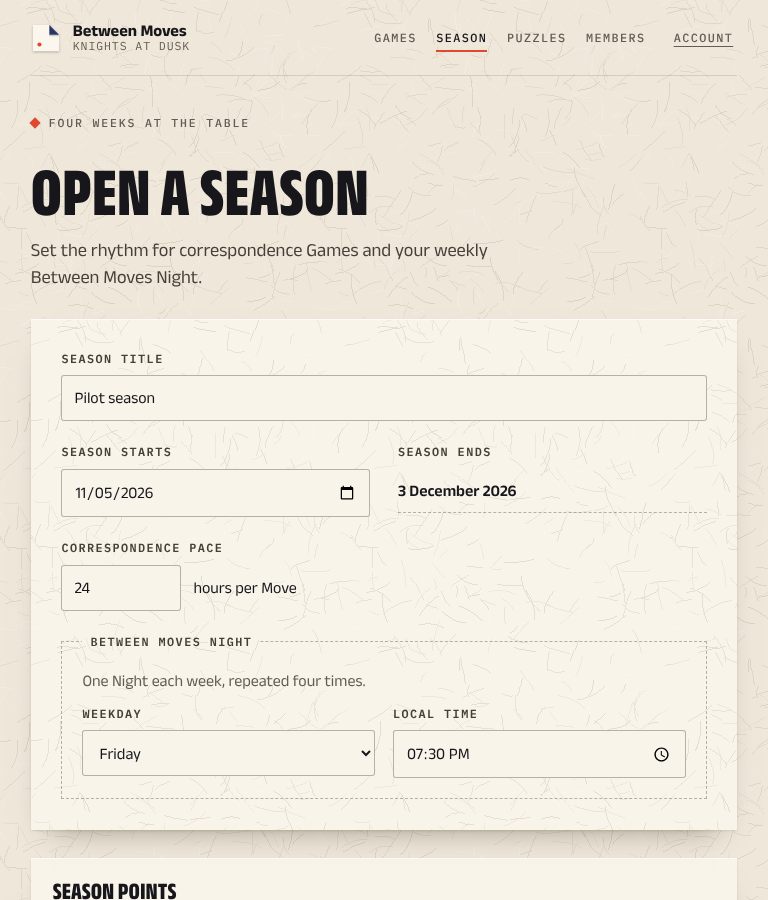 Between Moves
KNIGHTS AT DUSK
GAMES SEASON PUZZLES MEMBERS ACCOUNT
FOUR WEEKS AT THE TABLE
OPEN A SEASON
Set the rhythm for correspondence Games and your weekly
Between Moves Night.
SEASON TITLE
Pilot season
SEASON STARTS
11/05/2026
SEASON ENDS
3 December 2026
CORRESPONDENCE PACE
24 hours per Move
BETWEEN MOVES NIGHT
One Night each week, repeated four times.
WEEKDAY
Friday
LOCAL TIME
07:30 PM
SEASON POINTS